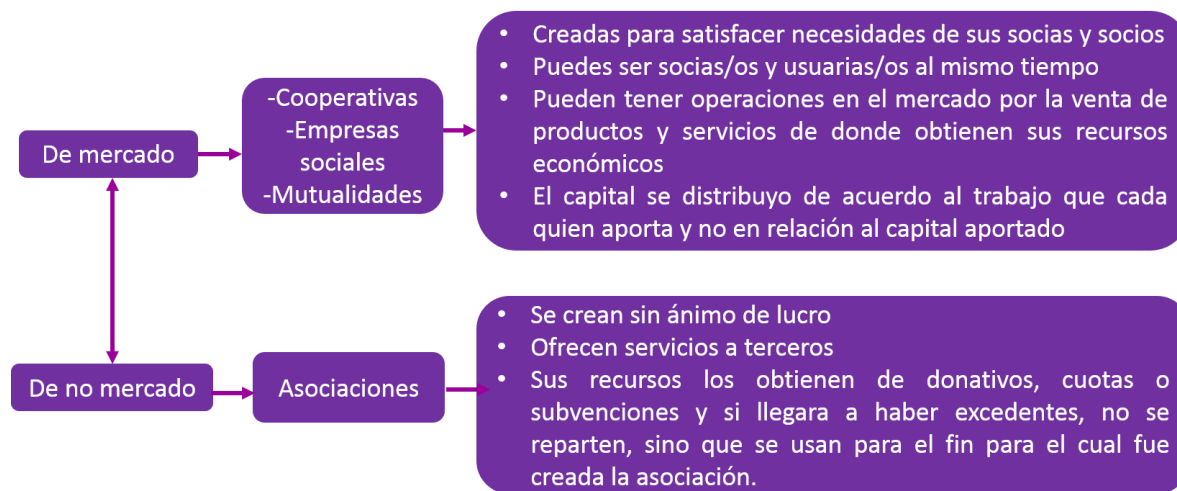 De mercado
-Cooperativas
-Empresas
sociales
-Mutualidades
• Creadas para satisfacer necesidades de sus socias y socios
• Puedes ser socias/os y usuarias/os al mismo tiempo
• Pueden tener operaciones en el mercado por la venta de
productos y servicios de donde obtienen sus recursos
económicos
• El capital se distribuyo de acuerdo al trabajo que cada
quien aporta y no en relación al capital aportado
De no mercado
Asociaciones
• Se crean sin ánimo de lucro
• Ofrecen servicios a terceros
• Sus recursos los obtienen de donativos, cuotas o
subvenciones y si llegara a haber excedentes, no se
reparten, sino que se usan para el fin para el cual fue
creada la asociación.